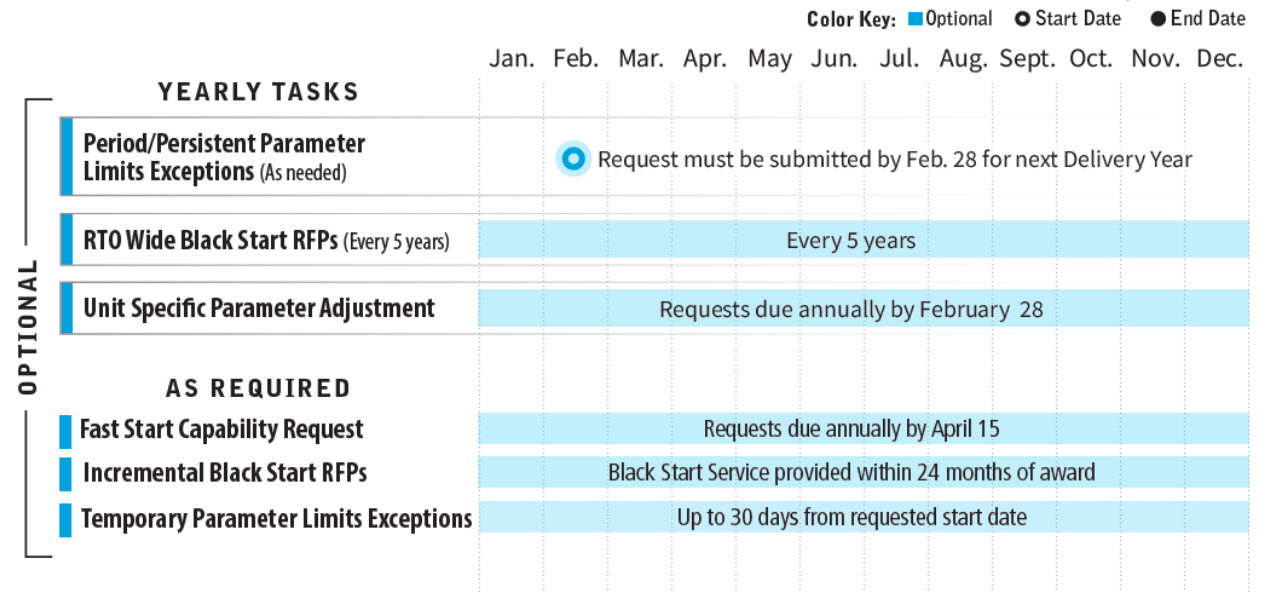 Color Key: Optional Start Date End Date
Jan. Feb. Mar. Apr. May Jun. Jul. Aug. Sept. Oct. Nov. Dec.
YEARLY TASKS
OPTIONAL
Period/Persistent Parameter
Limits Exceptions (As needed)
Request must be submitted by Feb. 28 for next Delivery Year
RTO Wide Black Start RFPs (Every 5 years)
Every 5 years
Unit Specific Parameter Adjustment
Requests due annually by February 28
AS REQUIRED
Fast Start Capability Request
Requests due annually by April 15
Incremental Black Start RFPs
Black Start Service provided within 24 months of award
Temporary Parameter Limits Exceptions
Up to 30 days from requested start date